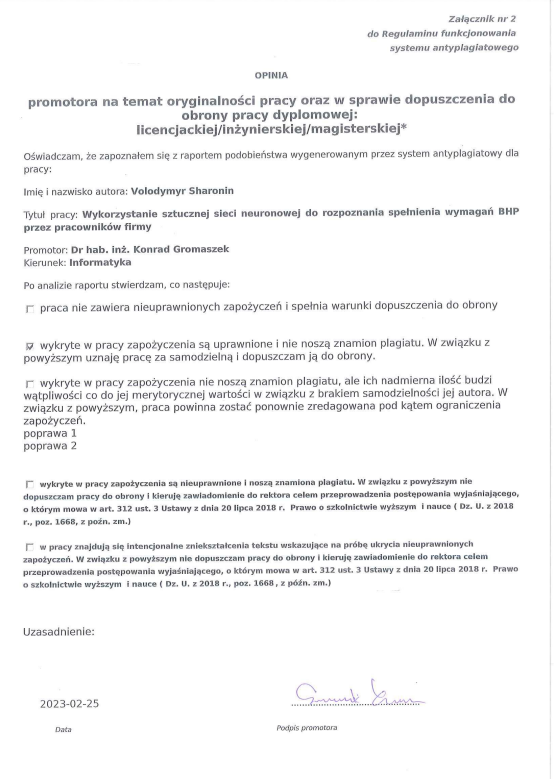 Załącznik nr 2
do Regulaminu funkcjonowania
systemu antyplagiatowego
OPINIA
promotora na temat oryginalności pracy oraz w sprawie dopuszczenia do
obrony pracy dyplomowej:
licencjackiej/inżynierskiej/magisterskiej*
Oświadczam, że zapoznałem się z raportem podobieństwa wygenerowanym przez system antyplagiatowy dla
pracy:
Imię i nazwisko autora: Volodymyr Sharonin
Tytuł pracy: Wykorzystanie sztucznej sieci neuronowej do rozpoznania spełnienia wymagań BHP
przez pracowników firmy
Promotor: Dr hab. inż. Konrad Gromaszek
Kierunek: Informatyka
Po analizie raportu stwierdzam, co następuje:
praca nie zawiera nieuprawnionych zapożyczeń i spełnia warunki dopuszczenia do obrony
wykryte w pracy zapożyczenia są uprawnione i nie noszą znamion plagiatu. W związku z
powyższym uznaję pracę za samodzielną i dopuszczam ją do obrony.
wykryte w pracy zapożyczenia nie noszą znamion plagiatu, ale ich nadmierna ilość budzi
wątpliwości co do jej merytorycznej wartości w związku z brakiem samodzielności jej autora. W
związku z powyższym, praca powinna zostać ponownie zredagowana pod kątem ograniczenia
zapożyczeń.
poprawa 1
poprawa 2
wykryte w pracy zapożyczenia są nieuprawnione i noszą znamiona plagiatu. W związku z powyższym nie
dopuszczam pracy do obrony i kieruję zawiadomienie do rektora celem przeprowadzenia postępowania wyjaśniającego,
o którym mowa w art. 312 ust. 3 Ustawy z dnia 20 lipca 2018 r. Prawo o szkolnictwie wyższym i nauce ( Dz. U. z 2018
r., poz. 1668, z poźn. zm.)
w pracy znajdują się intencjonalne zniekształcenia tekstu wskazujące na próbę ukrycia nieuprawnionych
zapożyczeń. W związku z powyższym nie dopuszczam pracy do obrony i kieruję zawiadomienie do rektora celem
przeprowadzenia postępowania wyjaśniającego, o którym mowa w art. 312 ust. 3 Ustawy z dnia 20 lipca 2018 r. Prawo
o szkolnictwie wyższym i nauce ( Dz. U. z 2018 r., poz. 1668 , z późn. zm.)
Uzasadnienie:
2023-02-25
Data
Podpis promotora